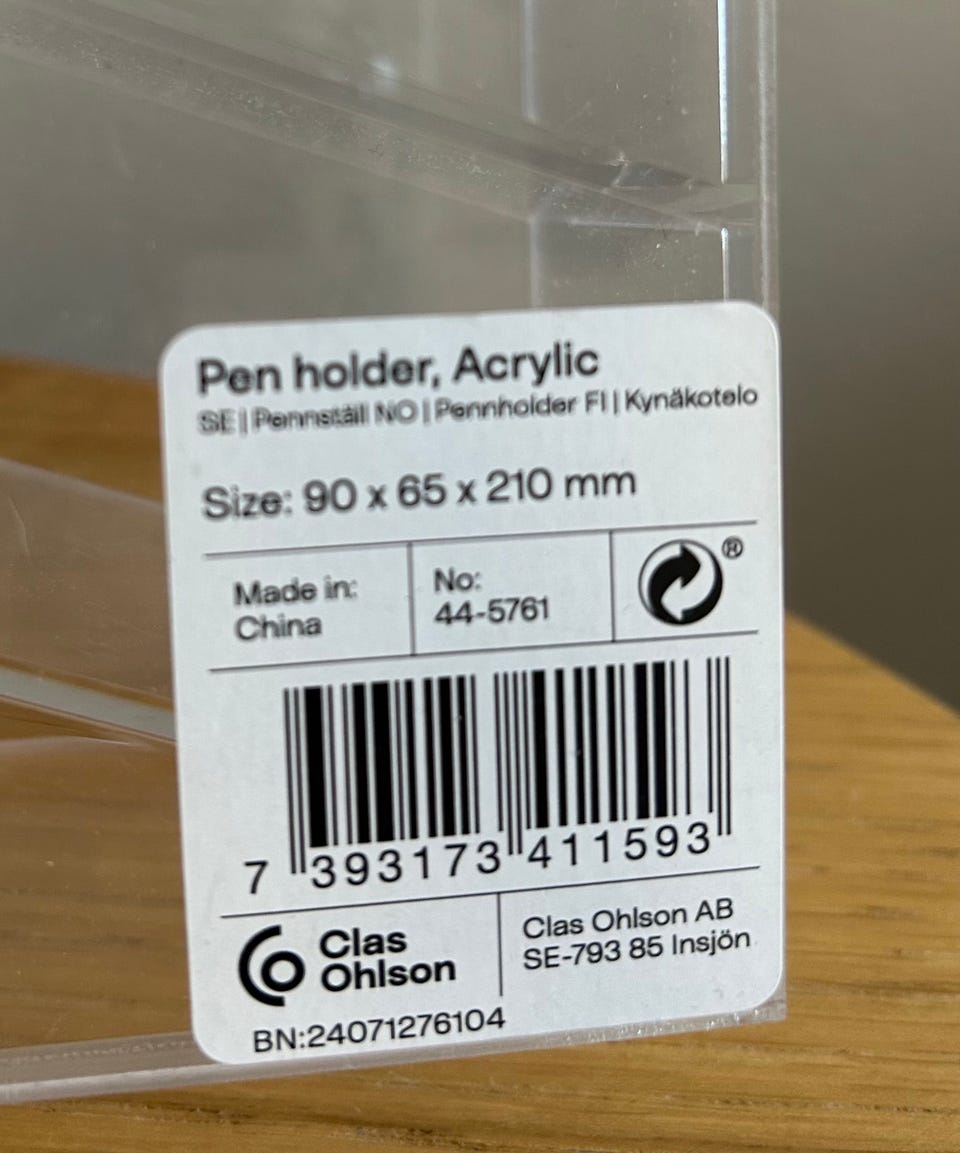 Pen holder, Acrylic
SE | Pennställ NO | Pennholder FI | Kynäkotelo
Size: 90 x 65 x 210 mm
Made in:
China
No:
44-5761
®
7 393173 411593
Clas
Ohlson
Clas Ohlson AB
SE-793 85 Insjön
BN:24071276104